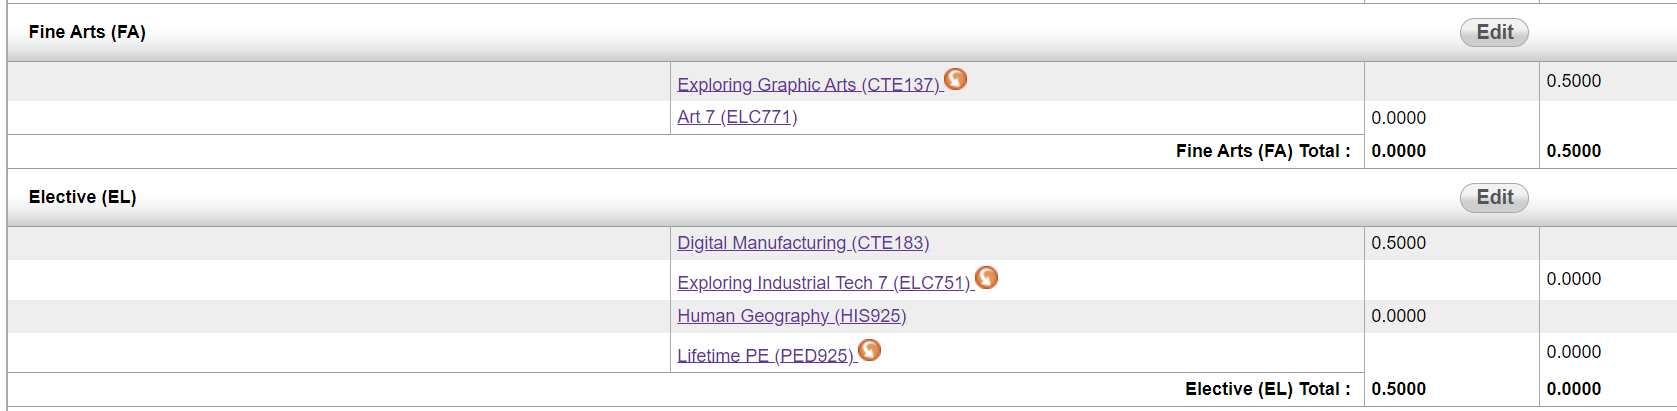 Fine Arts (FA) Edit
Exploring Graphic Arts (CTE137) 0.5000
Art 7 (ELC771) 0.0000
Fine Arts (FA) Total : 0.0000 0.5000
Elective (EL) Edit
Digital Manufacturing (CTE183) 0.5000
Exploring Industrial Tech 7 (ELC751) 0.0000
Human Geography (HIS925) 0.0000
Lifetime PE (PED925) 0.0000
Elective (EL) Total : 0.5000 0.0000